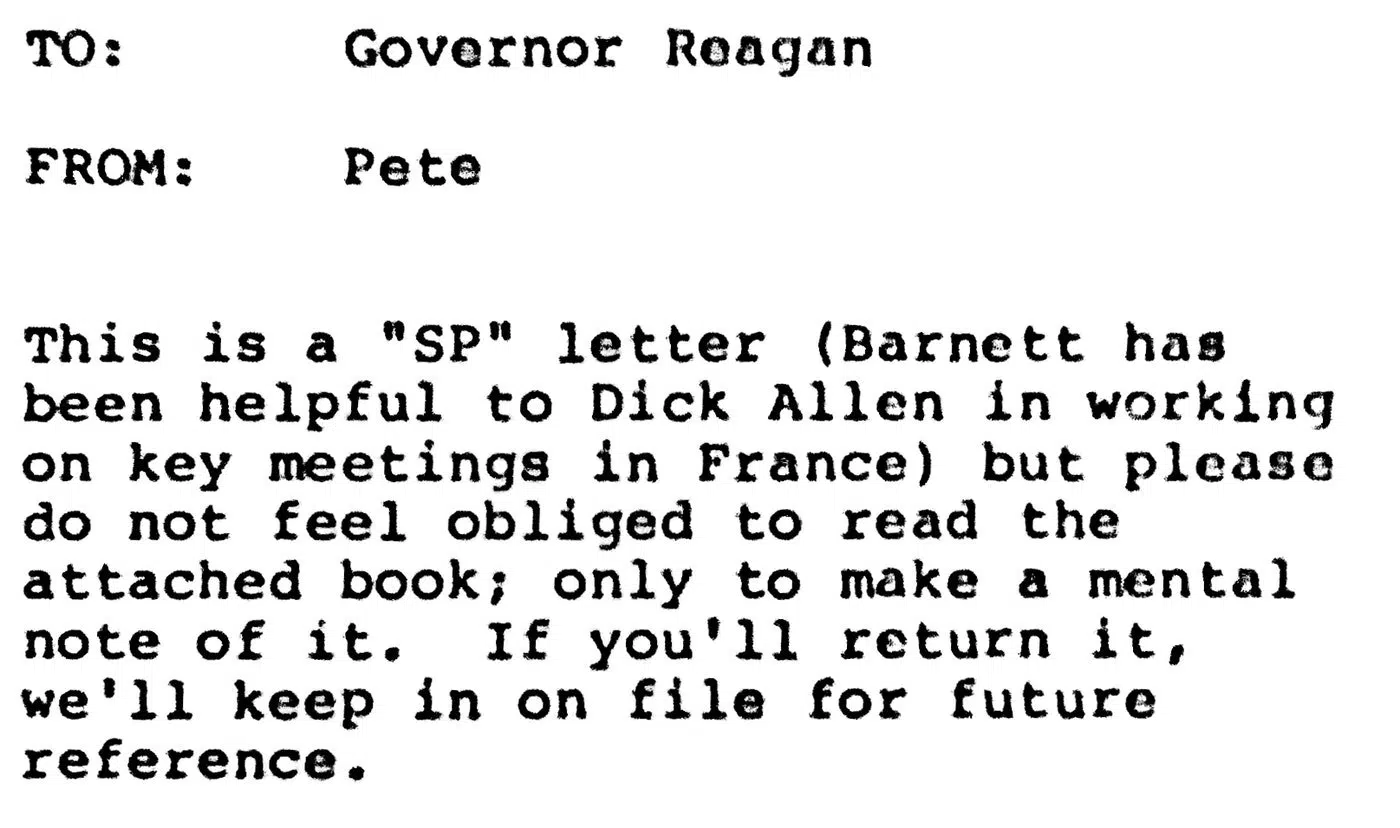 TO: Governor Reagan
FROM: Pete
This is a "SP" letter (Barnett has
been helpful to Dick Allen in working
on key meetings in France) but please
do not feel obliged to read the
attached book; only to make a mental
note of it. If you'll return it,
we'll keep in on file for future
reference.